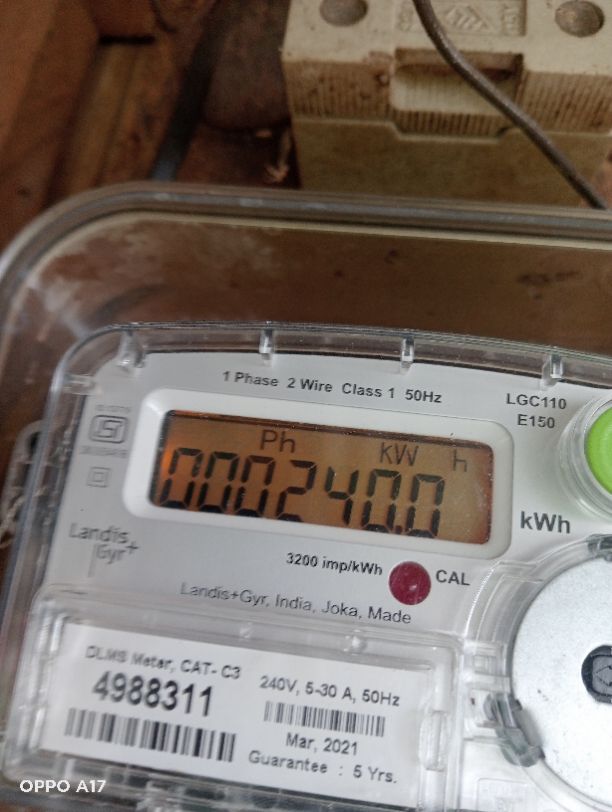 1 Phase 2 Wire Class 1 50Hz
LGC110
E150
Ph kW h
000240.0
kWh
Landis
Gyr+
3200 imp/kWh
CAL
Landis+Gyr, India, Joka, Made
DLMS Meter, CAT- C3
4988311
240V, 5-30 A, 50Hz
Mar, 2021
Guarantee : 5 Yrs.
OPPO A17